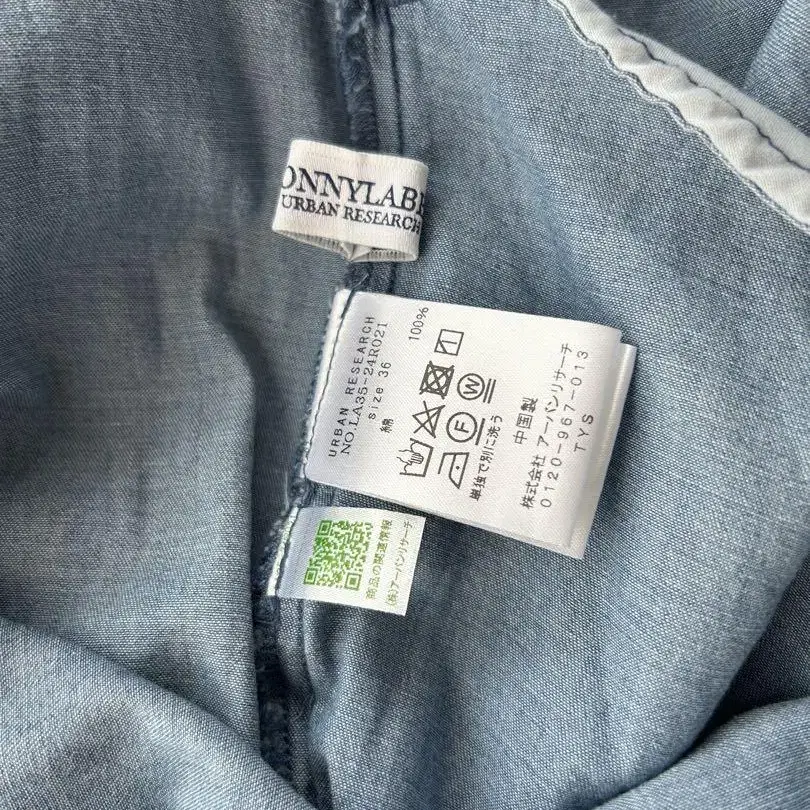 ONNYLABE
URBAN RESEARCH
URBAN RESEARCH
NO.LA35-24R021
size 36
綿 100%
W
F
単独で別に洗う
中国製
株式会社 アーバンリサーチ
0120-967-013
TYS
商品の関連情報
(株)アーバンリサーチ